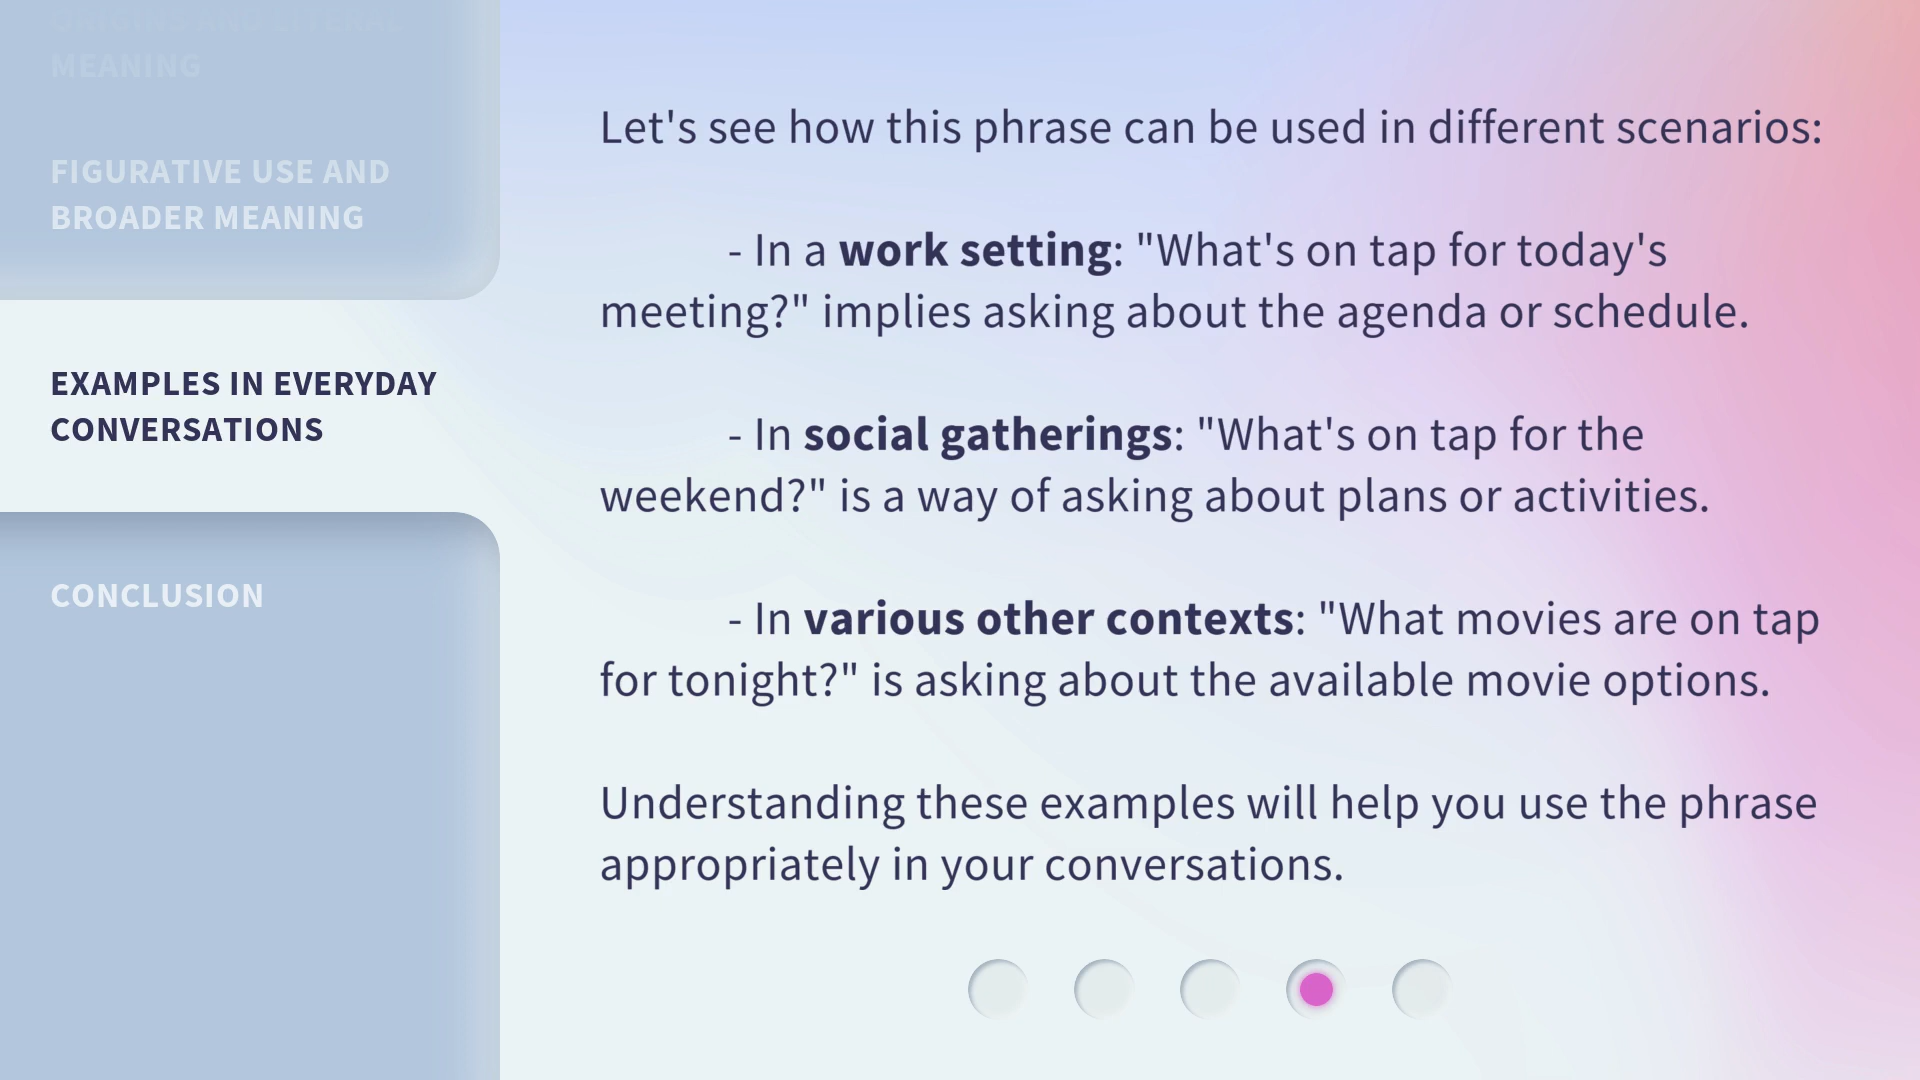 ORIGINS AND LITERAL
MEANING
FIGURATIVE USE AND
BROADER MEANING
EXAMPLES IN EVERYDAY
CONVERSATIONS
CONCLUSION
Let's see how this phrase can be used in different scenarios:
- In a work setting: "What's on tap for today's
meeting?" implies asking about the agenda or schedule.
- In social gatherings: "What's on tap for the
weekend?" is a way of asking about plans or activities.
- In various other contexts: "What movies are on tap
for tonight?" is asking about the available movie options.
Understanding these examples will help you use the phrase
appropriately in your conversations.